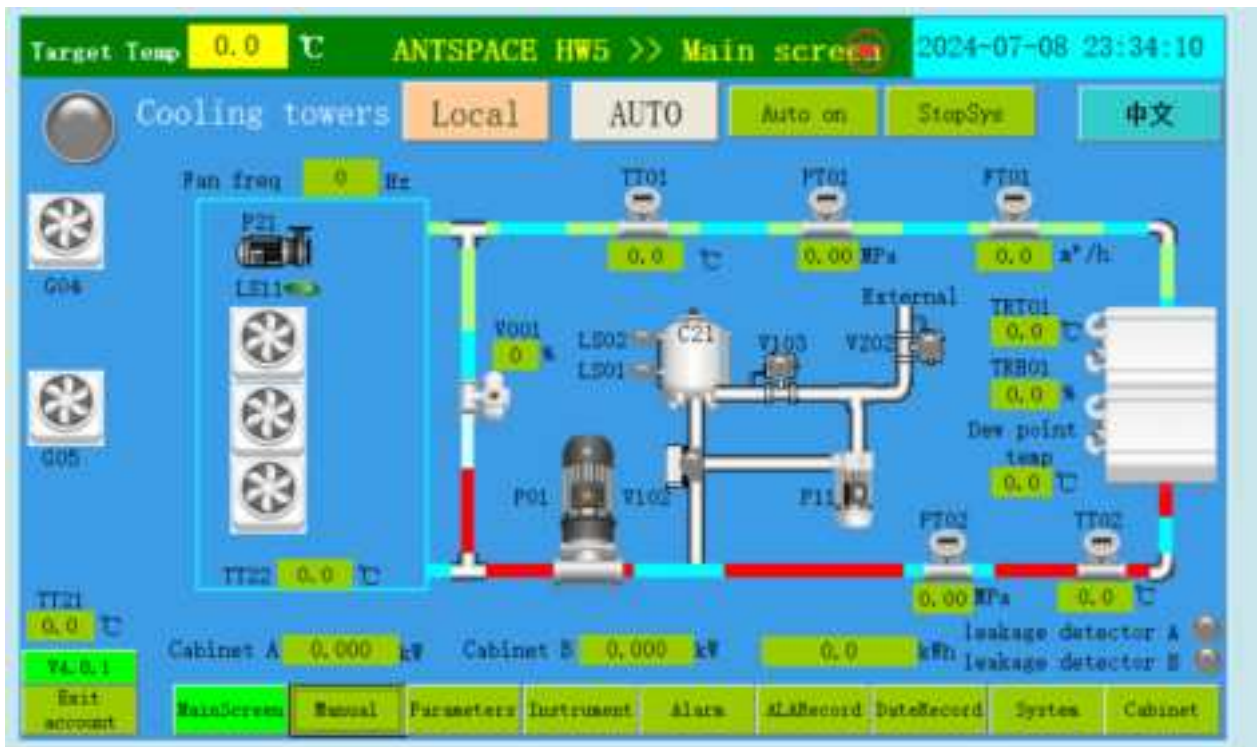 Target Temp 0.0 ℃ ANTSPACE HW5 >> Main screen 2024-07-08 23:34:10
Cooling towers Local AUTO Auto on StopSys 中文
Fan freq 0 Hz
TT01 PT01 FT01
P21
0.0 ℃ 0.00 MPa 0.0 m³/h
G04
LS11
External
TRT01
0.0 ℃
V001
0 %
LS02 C21 V103 V202
LS01
TRH01
0.0 %
G05
Dew point
temp
0.0 ℃
P01 V102 P11
PT02 TT02
TT22 0.0 ℃
0.00 MPa 0.0 ℃
TT21
0.0 ℃
leakage detector A
Cabinet A 0.000 kW Cabinet B 0.000 kW 0.0 kWh
leakage detector B
V4.0.1
Exit
account
MainScreen Manual Parameters Instrument Alarm ALARecord DateRecord System Cabinet